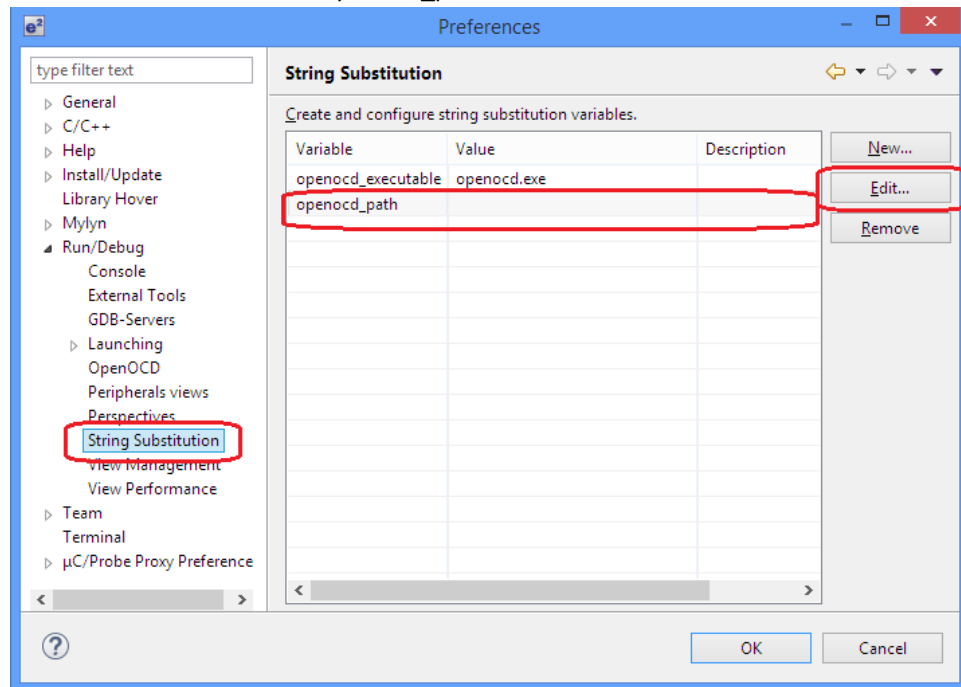 e²
Preferences
type filter text
General
C/C++
Help
Install/Update
Library Hover
Mylyn
Run/Debug
Console
External Tools
GDB-Servers
Launching
OpenOCD
Peripherals views
Perspectives
String Substitution
View Management
View Performance
Team
Terminal
µC/Probe Proxy Preference
String Substitution
Create and configure string substitution variables.
Variable Value Description
openocd_executable openocd.exe
openocd_path
New...
Edit...
Remove
?
OK Cancel